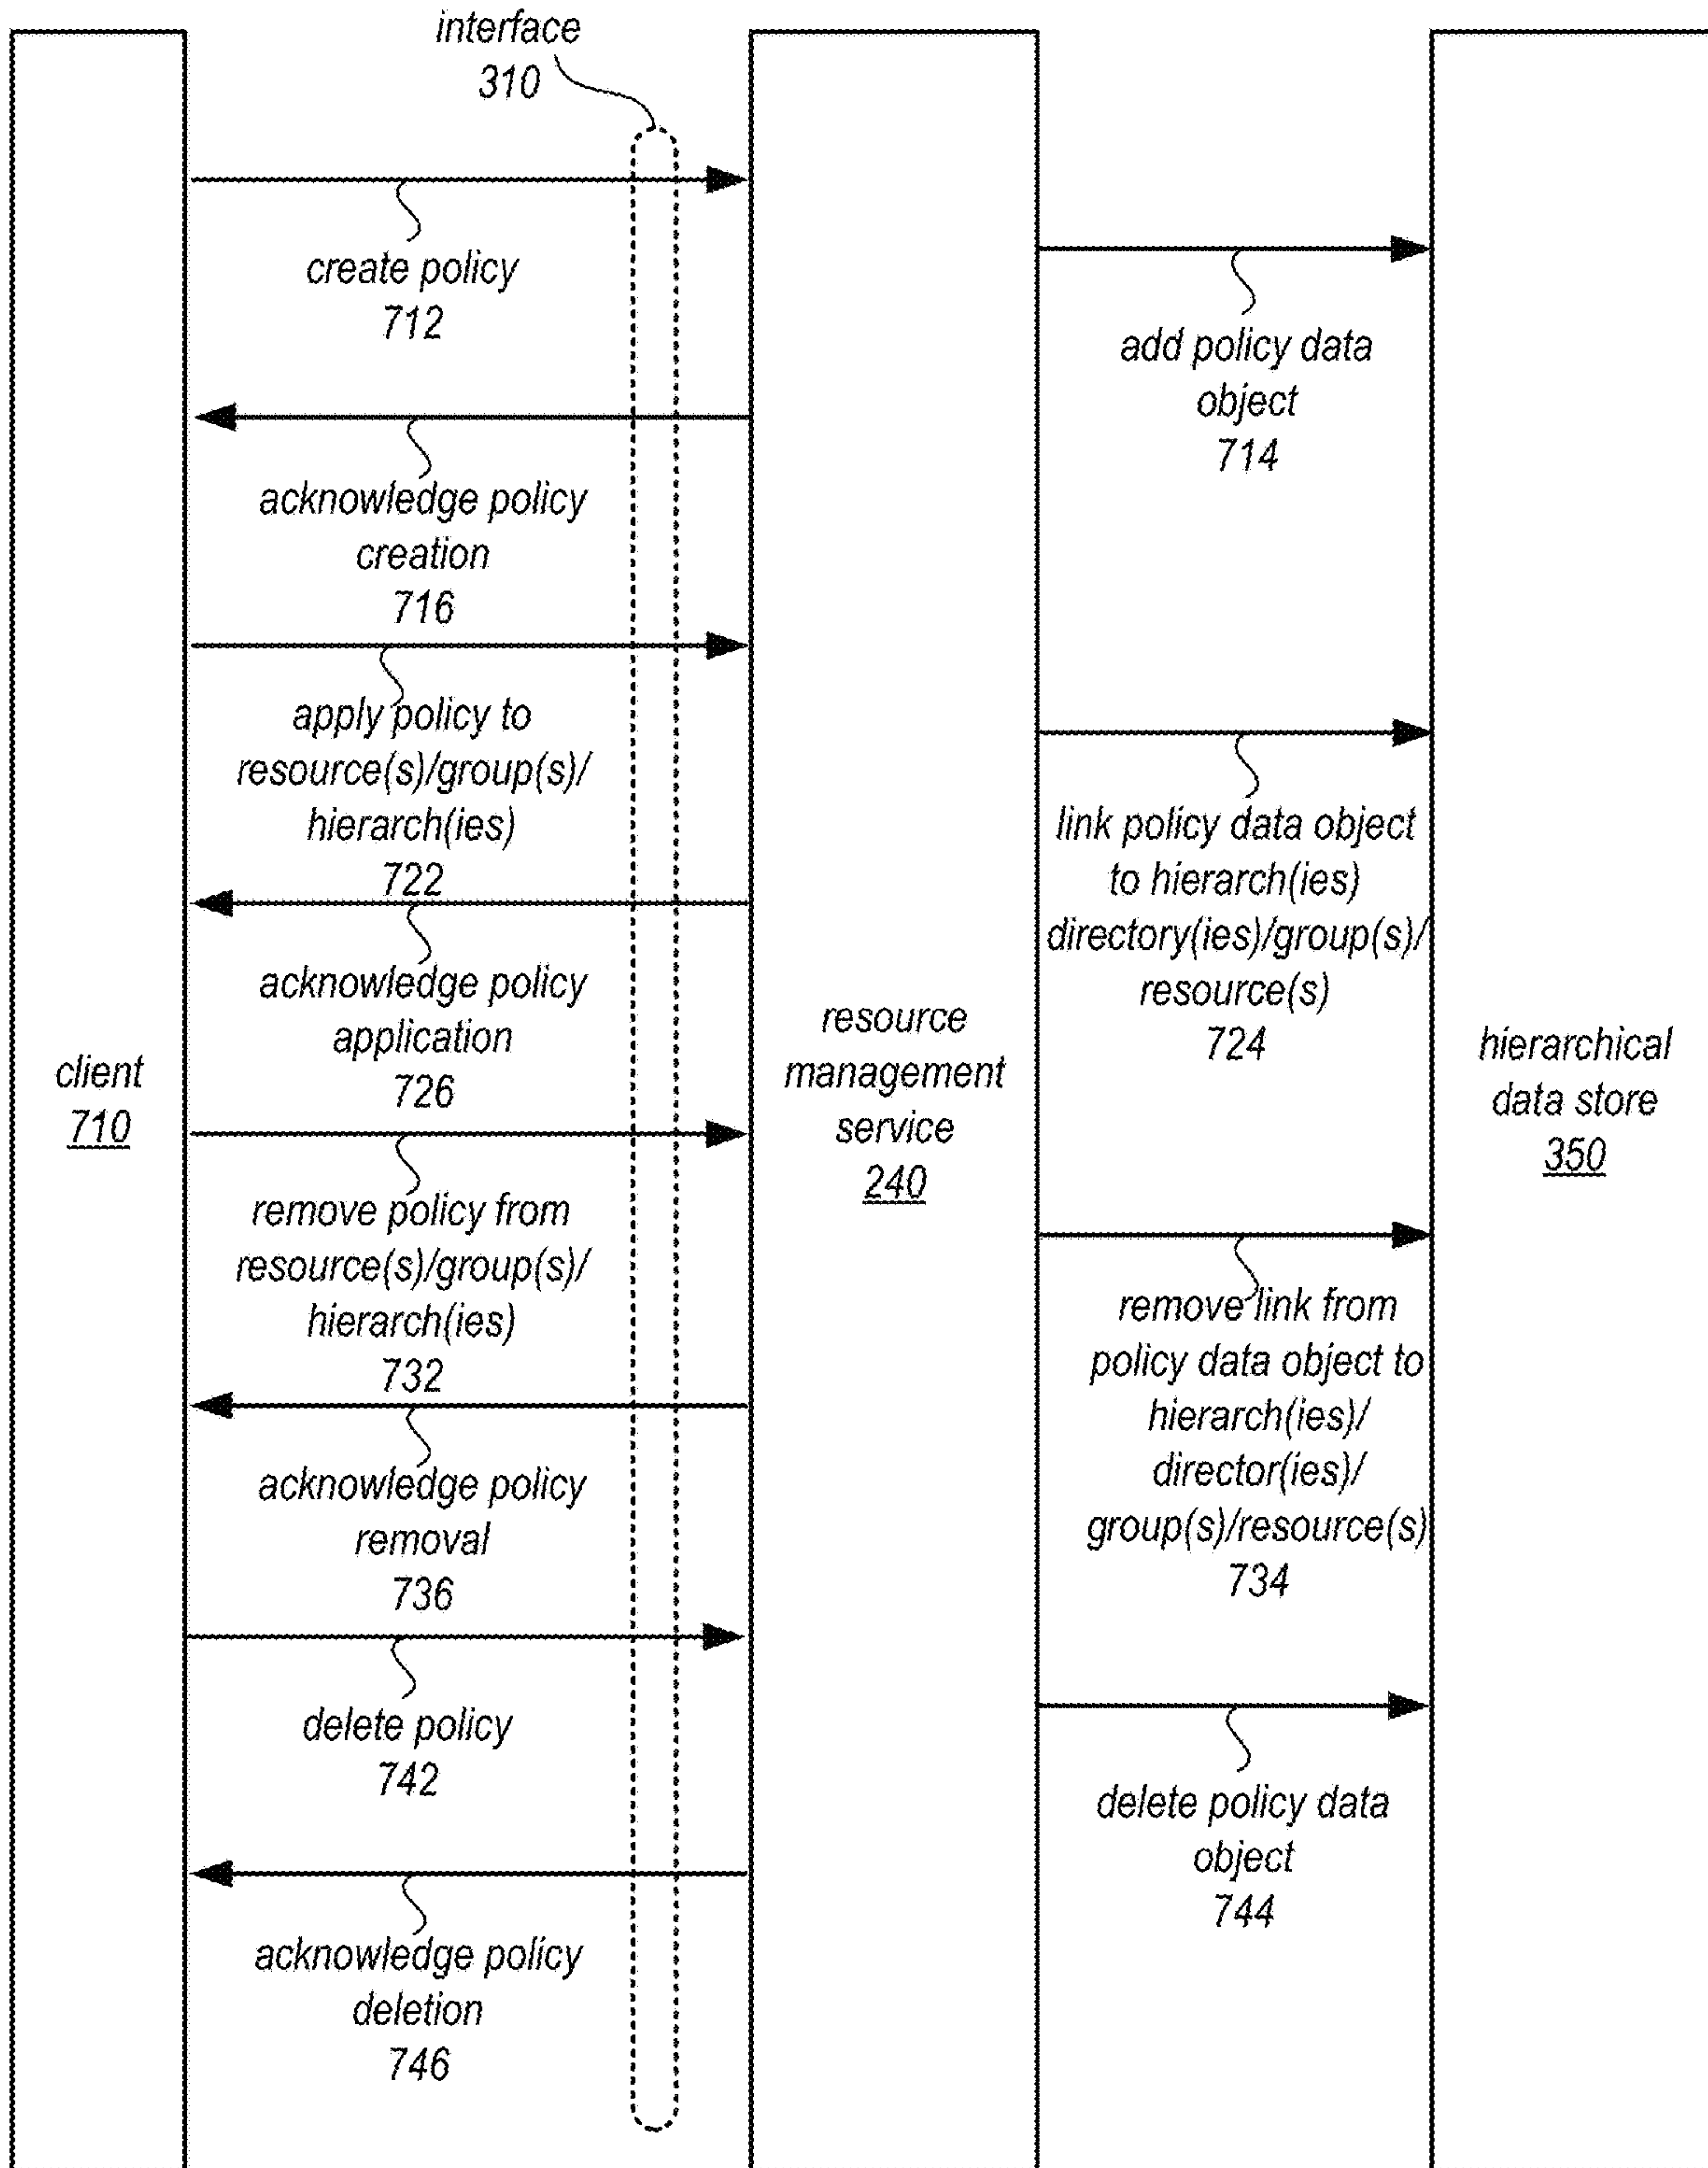 interface
310
create policy
712
add policy data
object
714
acknowledge policy
creation
716
apply policy to
resource(s)/group(s)/
hierarch(ies)
722
link policy data object
to hierarch(ies)
directory(ies)/group(s)/
resource(s)
724
acknowledge policy
application
726
client
710
resource
management
service
240
hierarchical
data store
350
remove policy from
resource(s)/group(s)/
hierarch(ies)
732
remove link from
policy data object to
hierarch(ies)/
director(ies)/
group(s)/resource(s)
734
acknowledge policy
removal
736
delete policy
742
delete policy data
object
744
acknowledge policy
deletion
746